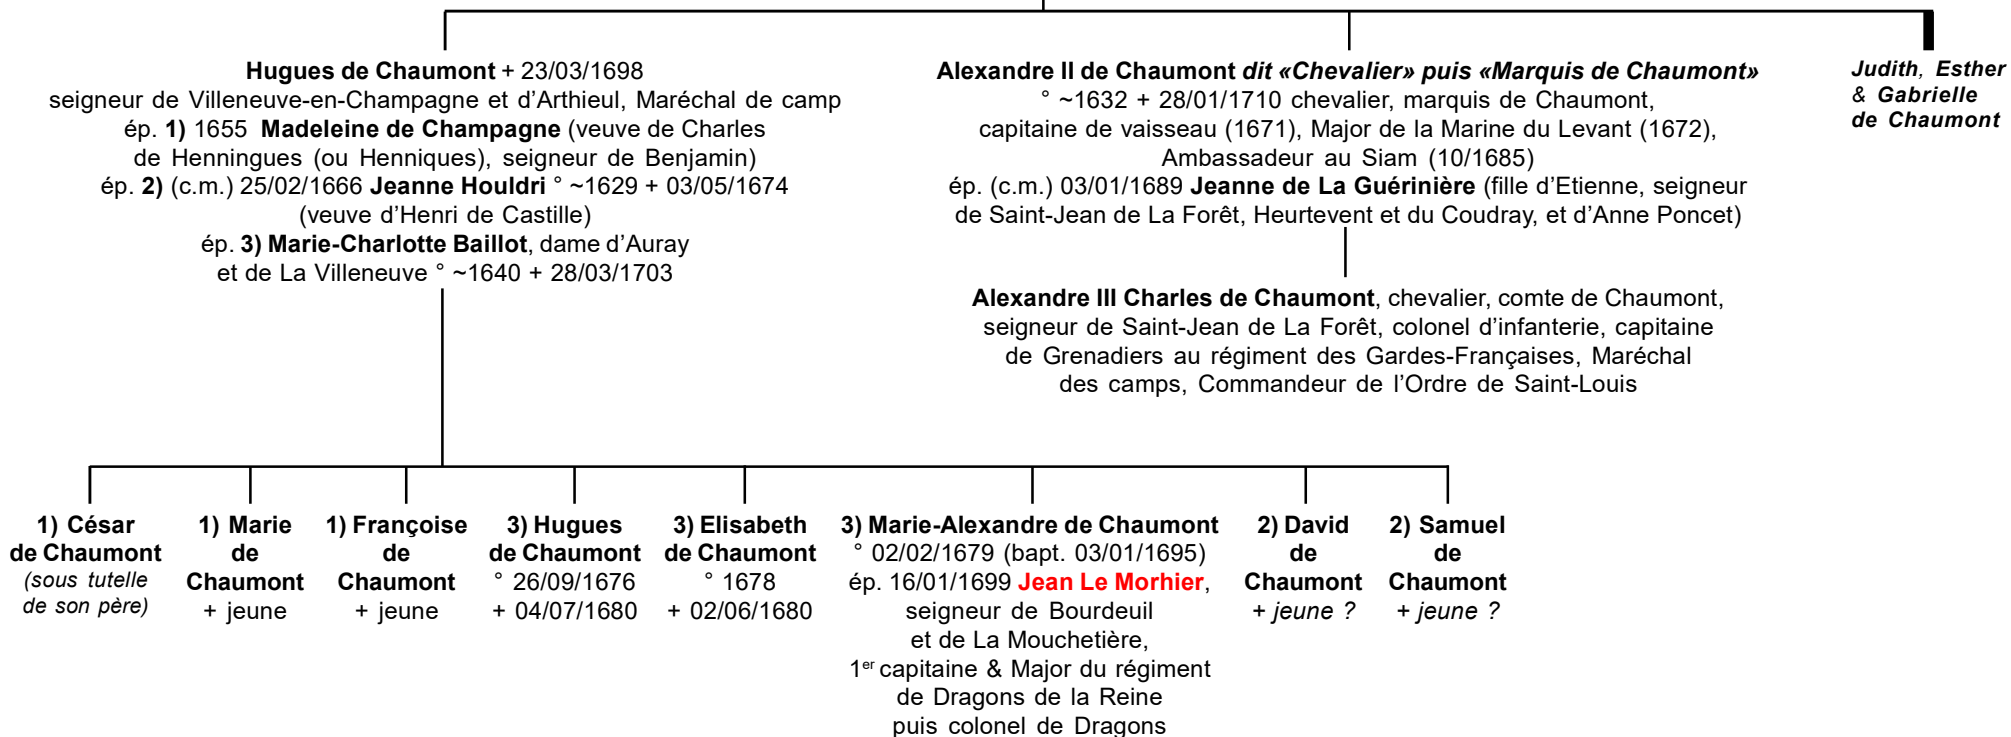 Hugues de Chaumont + 23/03/1698
seigneur de Villeneuve-en-Champagne et d'Arthieul, Maréchal de camp
ép. 1) 1655 Madeleine de Champagne (veuve de Charles
de Henningues (ou Henniques), seigneur de Benjamin)
ép. 2) (c.m.) 25/02/1666 Jeanne Houldri ° ~1629 + 03/05/1674
(veuve d'Henri de Castille)
ép. 3) Marie-Charlotte Baillot, dame d'Auray
et de La Villeneuve ° ~1640 + 28/03/1703
Alexandre II de Chaumont dit «Chevalier» puis «Marquis de Chaumont»
° ~1632 + 28/01/1710 chevalier, marquis de Chaumont,
capitaine de vaisseau (1671), Major de la Marine du Levant (1672),
Ambassadeur au Siam (10/1685)
ép. (c.m.) 03/01/1689 Jeanne de La Guérinière (fille d'Etienne, seigneur
de Saint-Jean de La Forêt, Heurtevent et du Coudray, et d'Anne Poncet)
Judith, Esther
& Gabrielle
de Chaumont
Alexandre III Charles de Chaumont, chevalier, comte de Chaumont,
seigneur de Saint-Jean de La Forêt, colonel d'infanterie, capitaine
de Grenadiers au régiment des Gardes-Françaises, Maréchal
des camps, Commandeur de l'Ordre de Saint-Louis
1) César
de Chaumont
(sous tutelle
de son père)
1) Marie
de
Chaumont
+ jeune
1) Françoise
de
Chaumont
+ jeune
3) Hugues
de Chaumont
° 26/09/1676
+ 04/07/1680
3) Elisabeth
de Chaumont
° 1678
+ 02/06/1680
3) Marie-Alexandre de Chaumont
° 02/02/1679 (bapt. 03/01/1695)
ép. 16/01/1699 Jean Le Morhier,
seigneur de Bourdeuil
et de La Mouchetière,
1er capitaine & Major du régiment
de Dragons de la Reine
puis colonel de Dragons
2) David
de
Chaumont
+ jeune ?
2) Samuel
de
Chaumont
+ jeune ?